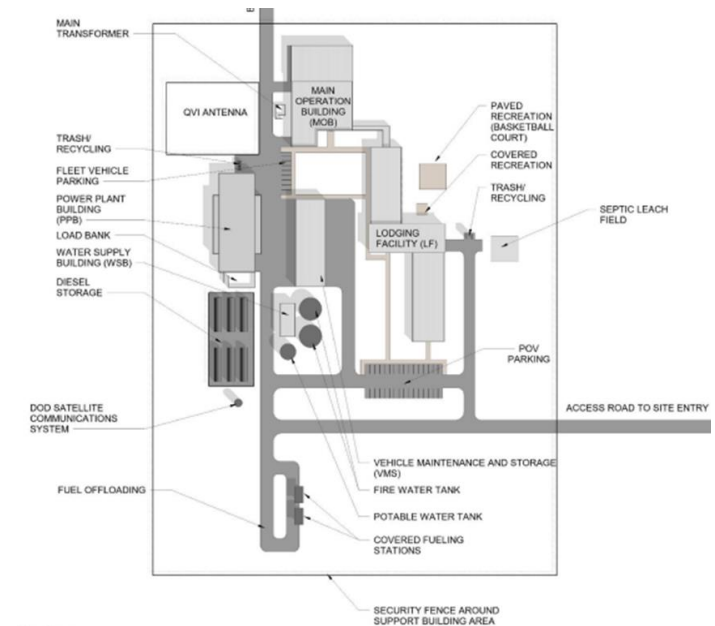 MAIN
TRANSFORMER
QVI ANTENNA
MAIN
OPERATION
BUILDING
(MOB)
TRASH/
RECYCLING
FLEET VEHICLE
PARKING
POWER PLANT
BUILDING
(PPB)
LOAD BANK
WATER SUPPLY
BUILDING (WSB)
DIESEL
STORAGE
DOD SATELLITE
COMMUNICATIONS
SYSTEM
FUEL OFFLOADING
PAVED
RECREATION
(BASKETBALL
COURT)
COVERED
RECREATION
TRASH/
RECYCLING
SEPTIC LEACH
FIELD
LODGING
FACILITY (LF)
POV
PARKING
ACCESS ROAD TO SITE ENTRY
VEHICLE MAINTENANCE AND STORAGE
(VMS)
FIRE WATER TANK
POTABLE WATER TANK
COVERED FUELING
STATIONS
SECURITY FENCE AROUND
SUPPORT BUILDING AREA